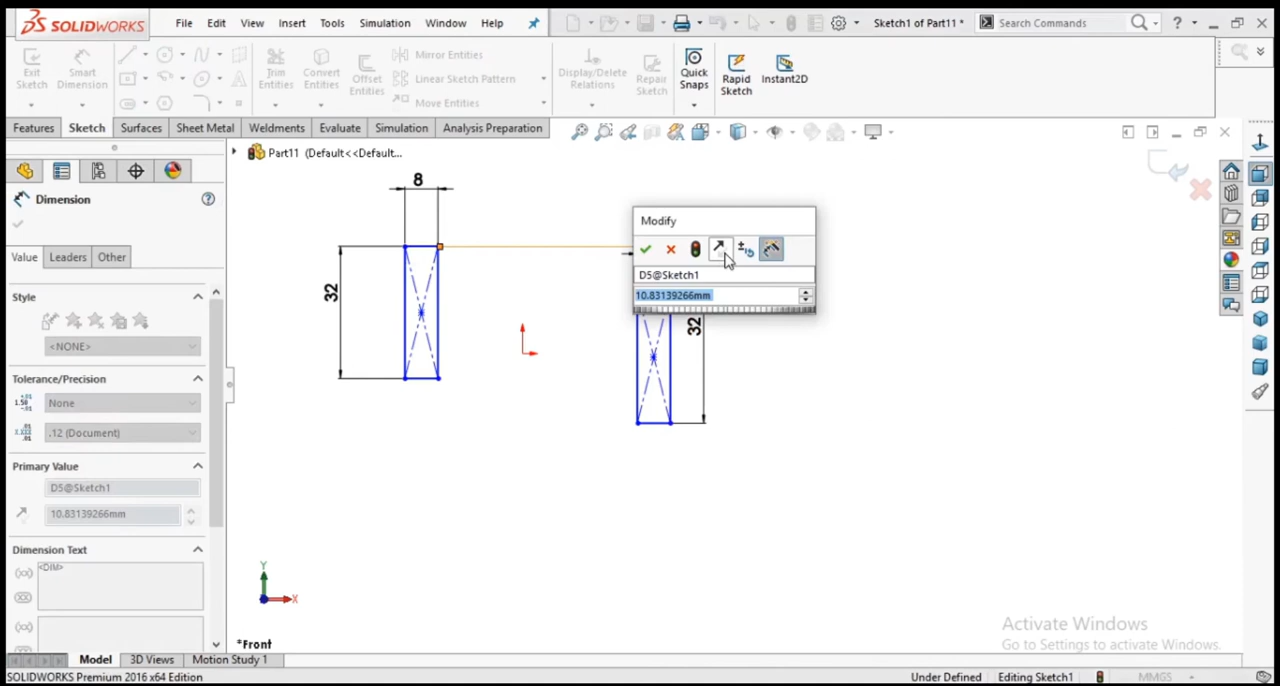 SOLIDWORKS File Edit View Insert Tools Simulation Window Help Sketch1 of Part11 * Search Commands ?
Exit Sketch Smart Dimension Trim Entities Convert Entities Offset Entities Mirror Entities Linear Sketch Pattern Move Entities Display/Delete Relations Repair Sketch Quick Snaps Rapid Sketch Instant2D
Features Sketch Surfaces Sheet Metal Weldments Evaluate Simulation Analysis Preparation
Part11 (Default<<Default...
Dimension ?
Value Leaders Other
Style
<NONE>
Tolerance/Precision
1.50 +.01 -.01 None
.12 (Document)
Primary Value
D5@Sketch1
10.83139266mm
Dimension Text
<DIM>
8
32
Modify
D5@Sketch1
10.83139266mm
32
Y
X
*Front
Activate Windows
Go to Settings to activate Windows.
Model 3D Views Motion Study 1
SOLIDWORKS Premium 2016 x64 Edition Under Defined Editing Sketch1 MMGS